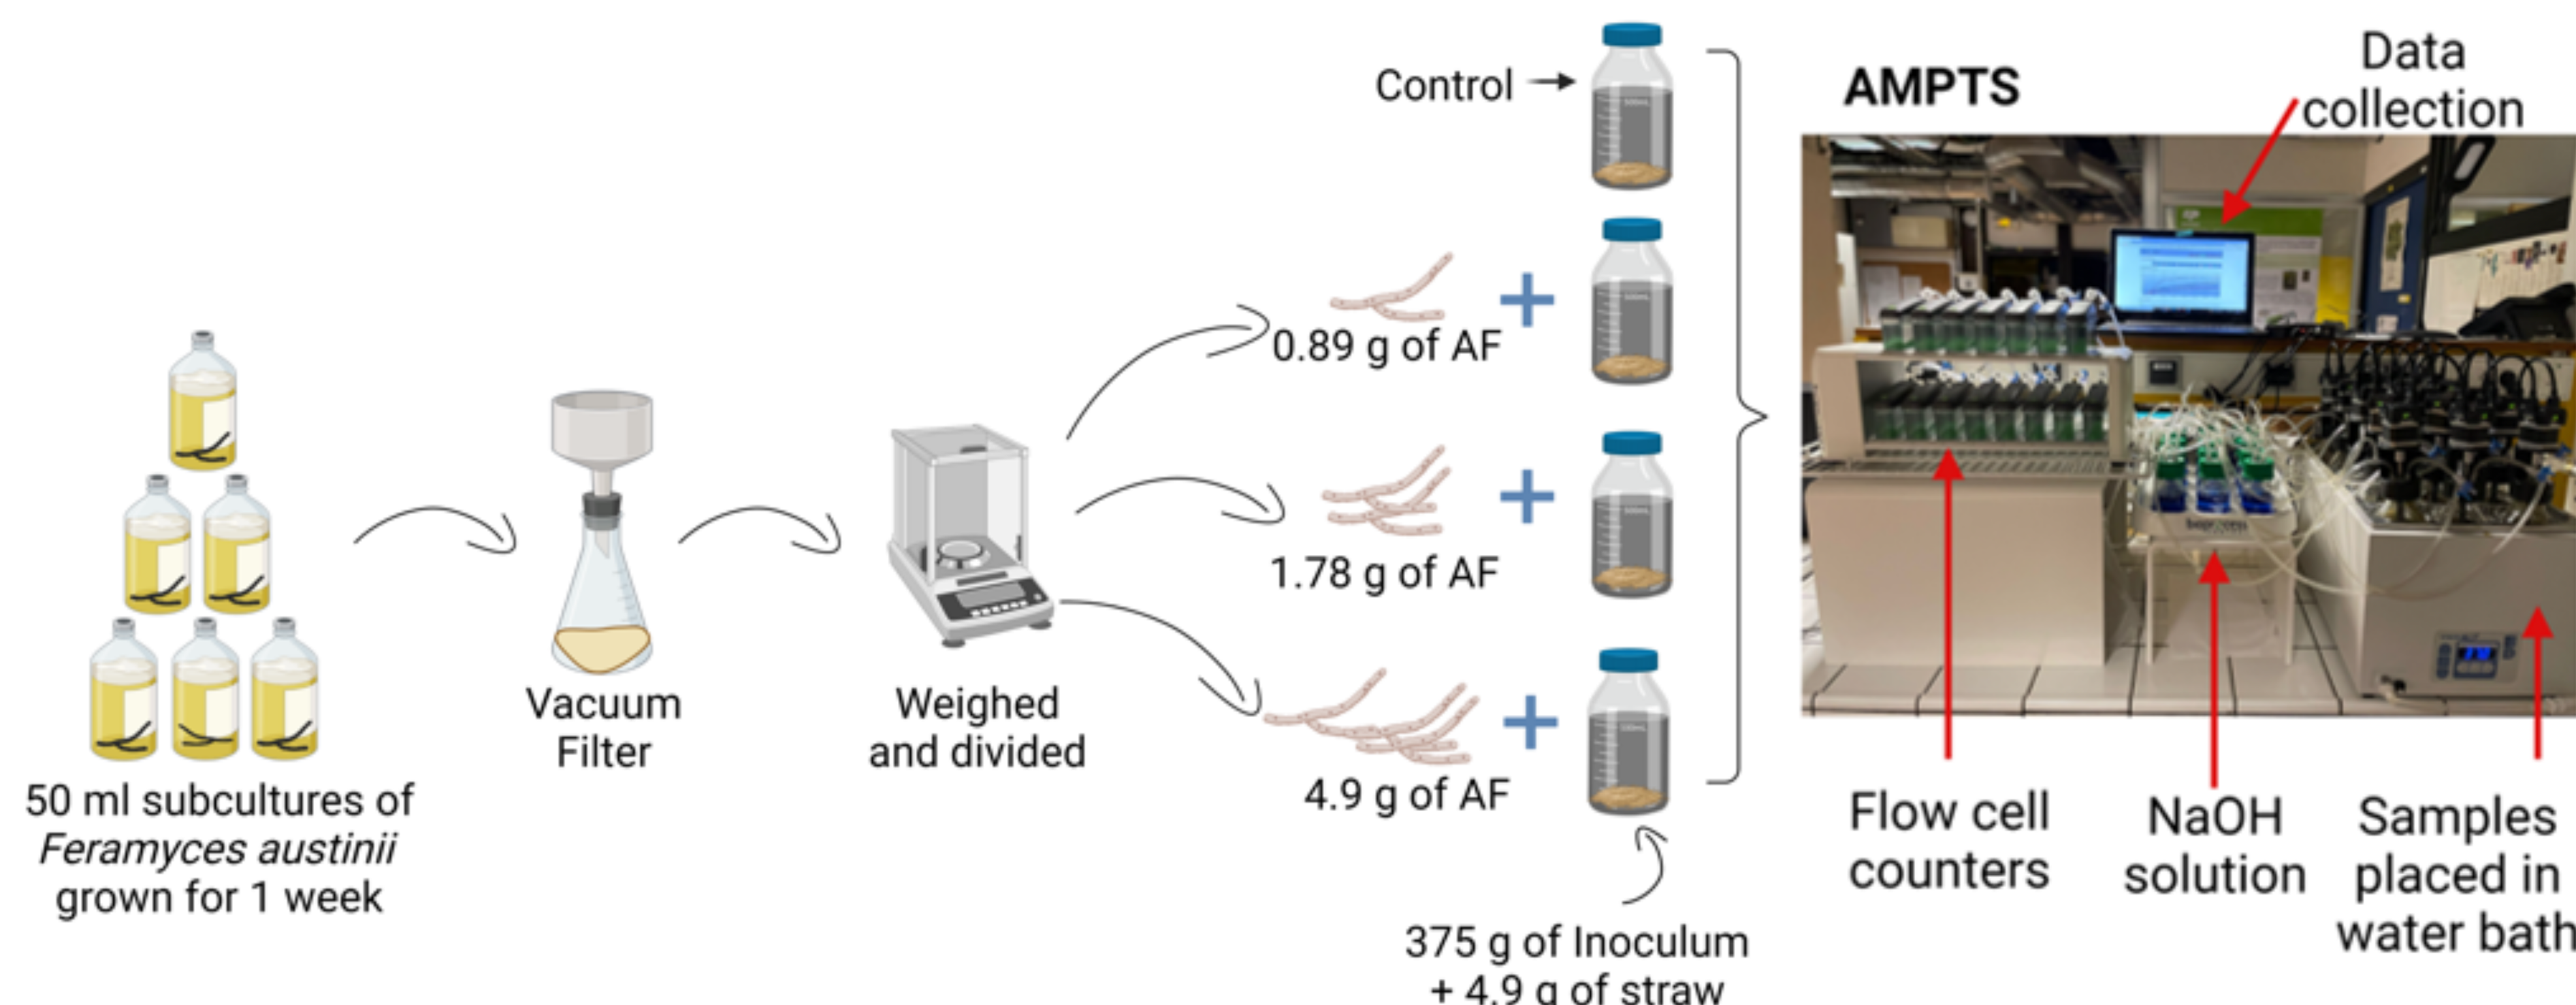 Control
AMPTS
Data
collection
0.89 g of AF
1.78 g of AF
4.9 g of AF
Vacuum
Filter
Weighed
and divided
50 ml subcultures of
Feramyces austinii
grown for 1 week
375 g of Inoculum
+ 4.9 g of straw
Flow cell
counters
NaOH
solution
Samples
placed in
water bath